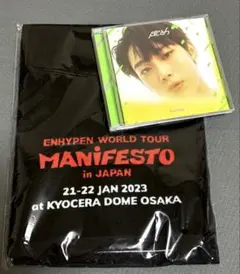 ENHYPEN WORLD TOUR
MANiFESTO
in JAPAN
21-22 JAN 2023
at KYOCERA DOME OSAKA